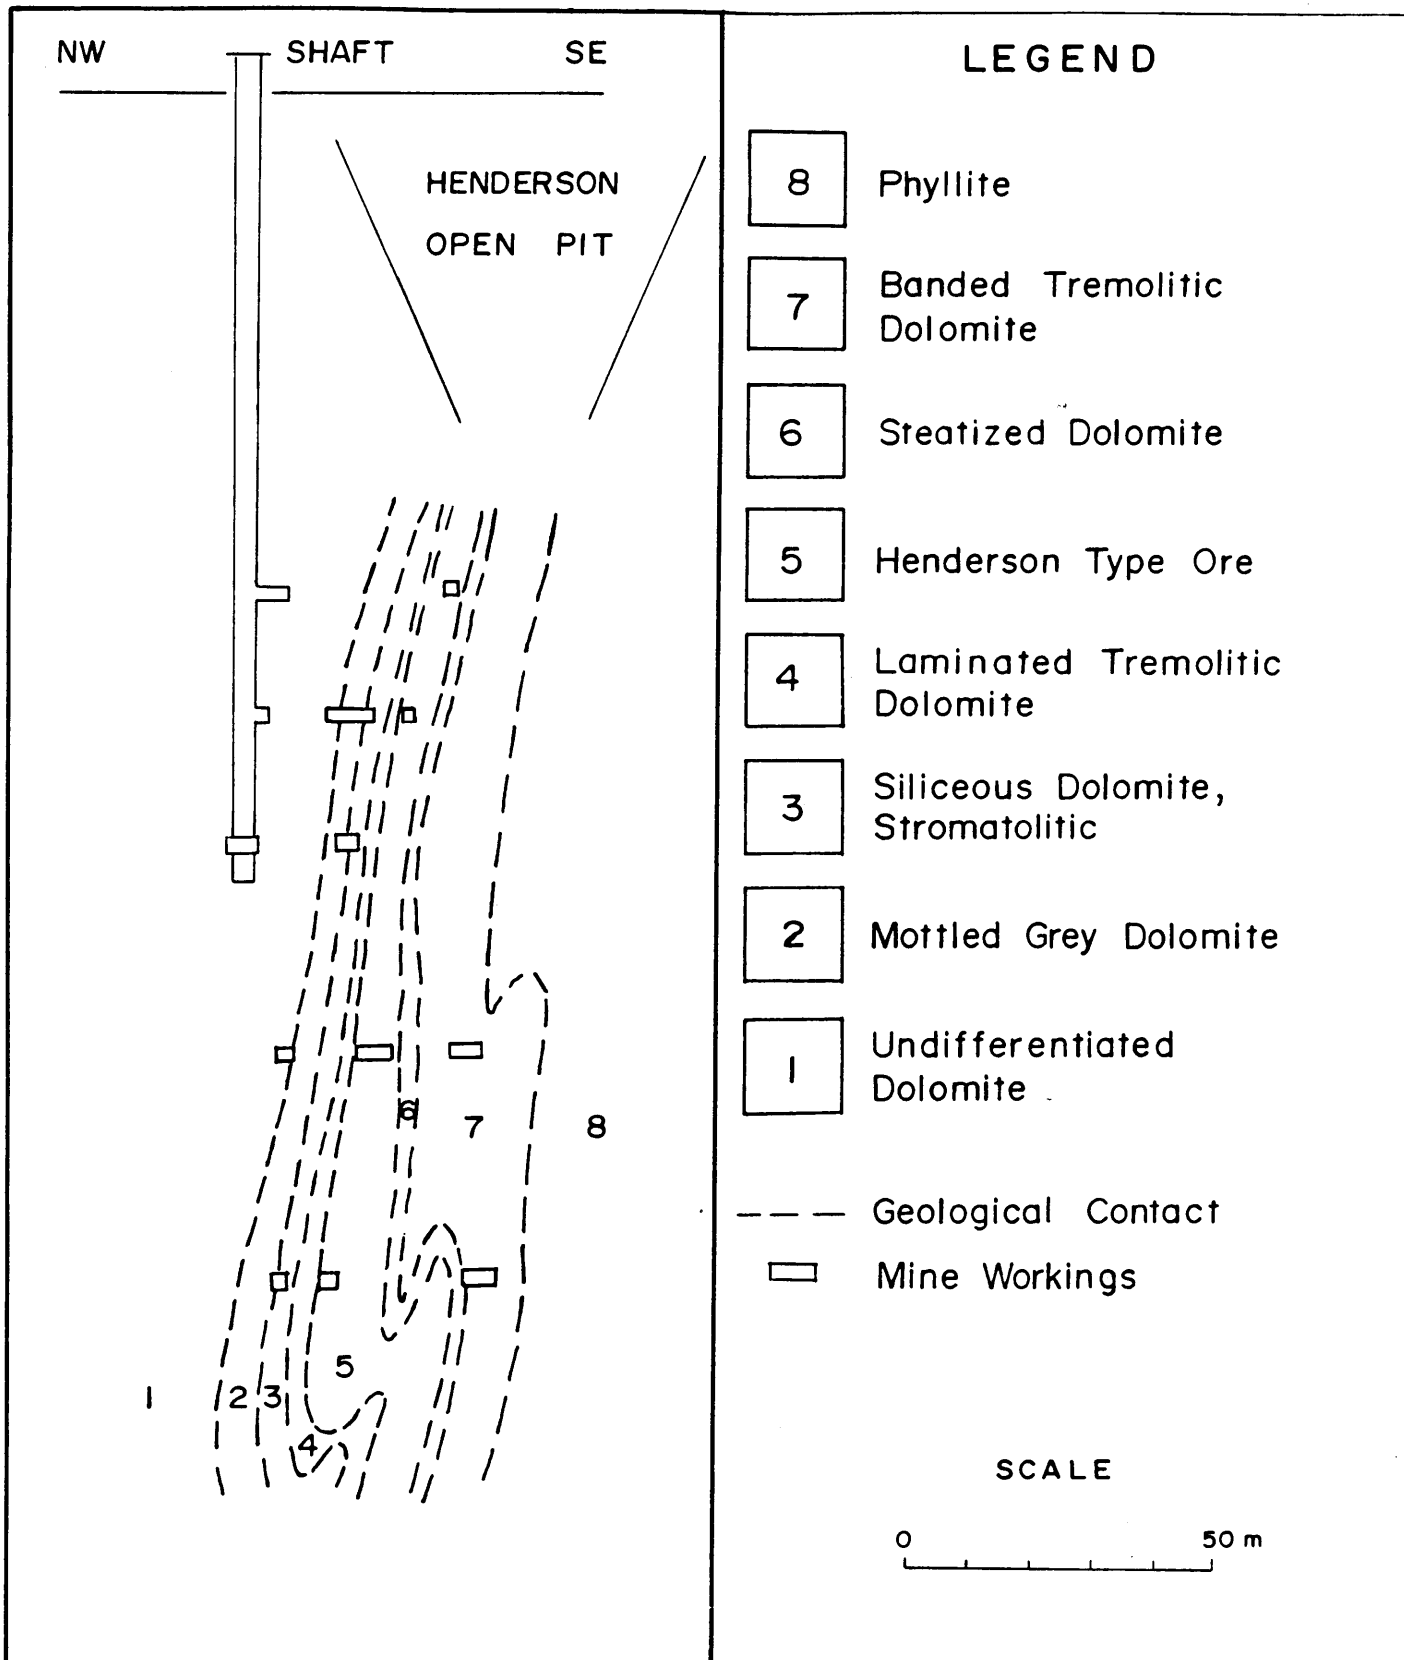 NW SHAFT SE
HENDERSON
OPEN PIT
6
7
8
5
1
2
3
4
LEGEND
8 Phyllite
7 Banded Tremolitic
Dolomite
6 Steatized Dolomite
5 Henderson Type Ore
4 Laminated Tremolitic
Dolomite
3 Siliceous Dolomite,
Stromatolitic
2 Mottled Grey Dolomite
1 Undifferentiated
Dolomite
Geological Contact
Mine Workings
SCALE
0 50 m